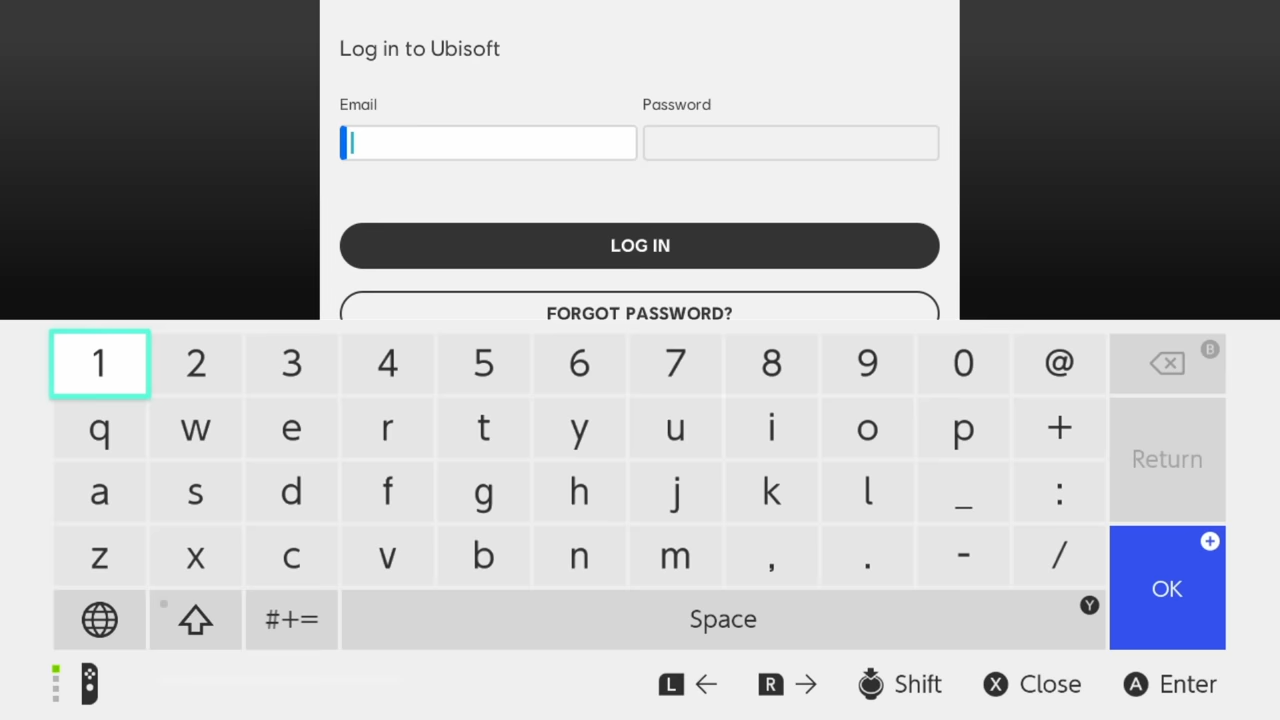 Log in to Ubisoft
Email Password
LOG IN
FORGOT PASSWORD?
1 2 3 4 5 6 7 8 9 0 @ B
q w e r t y u i o p +
Return
a s d f g h j k l _ :
z x c v b n m , . - /
OK
#+= Space Y
L ← R → Shift X Close A Enter